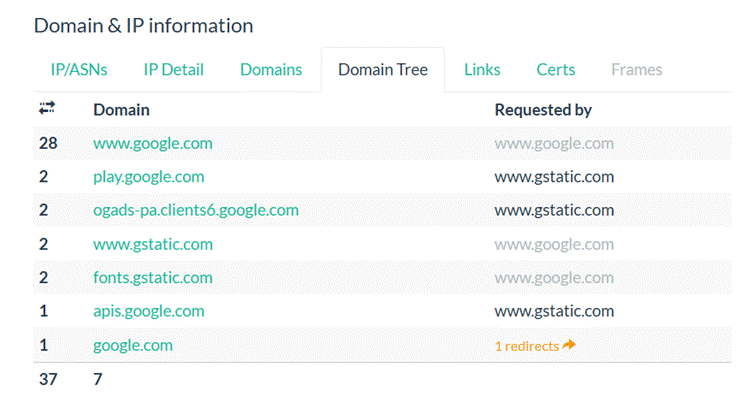 Domain & IP information
IP/ASNs IP Detail Domains Domain Tree Links Certs Frames
Domain Requested by
28 www.google.com www.google.com
2 play.google.com www.gstatic.com
2 ogads-pa.clients6.google.com www.gstatic.com
2 www.gstatic.com www.google.com
2 fonts.gstatic.com www.google.com
1 apis.google.com www.gstatic.com
1 google.com 1 redirects
37 7